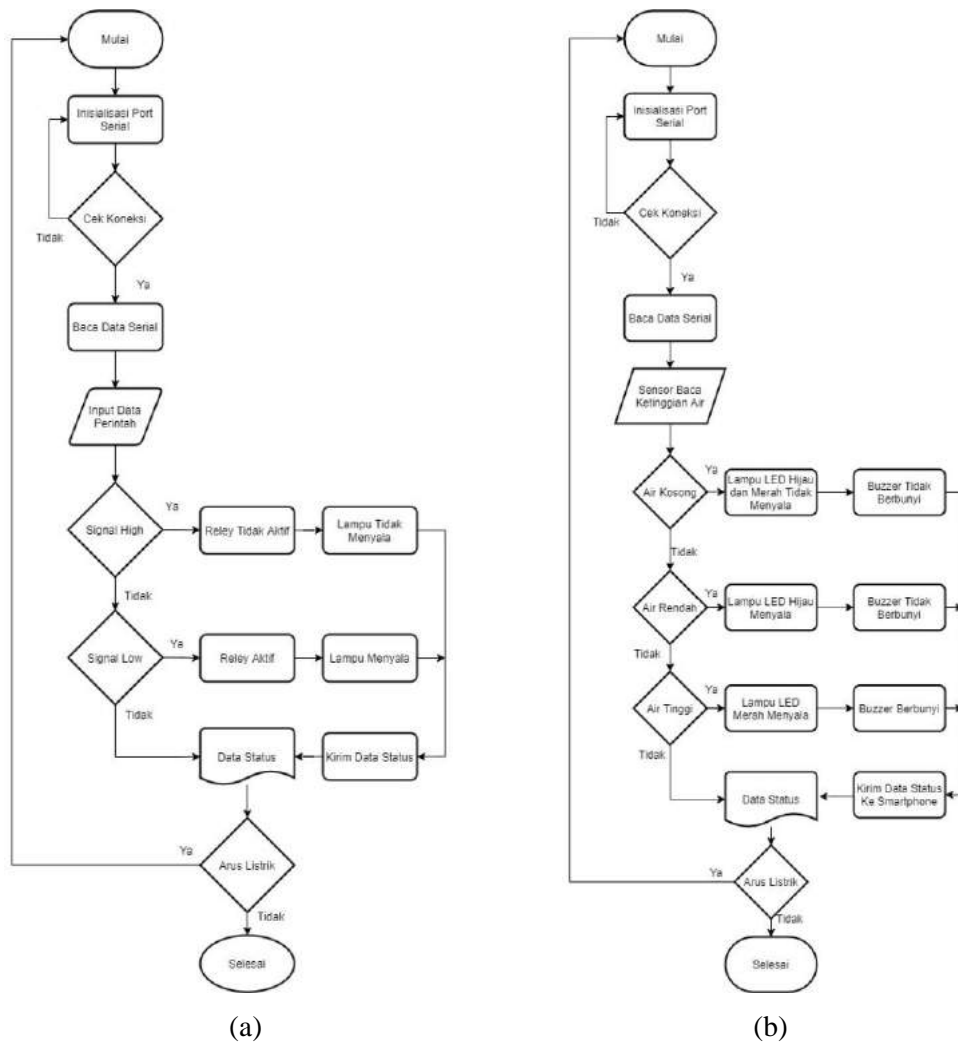 Mulai
Inisialisasi Port
Serial
Cek Koneksi
Tidak
Ya
Baca Data Serial
Input Data
Perintah
Signal High
Ya
Reley Tidak Aktif
Lampu Tidak
Menyala
Tidak
Signal Low
Ya
Reley Aktif
Lampu Menyala
Tidak
Data Status
Kirim Data Status
Ya
Arus Listrik
Tidak
Selesai
(a)
Mulai
Inisialisasi Port
Serial
Cek Koneksi
Tidak
Ya
Baca Data Serial
Sensor Baca
Ketinggian Air
Air Kosong
Ya
Lampu LED Hijau
dan Merah Tidak
Menyala
Buzzer Tidak
Berbunyi
Tidak
Air Rendah
Ya
Lampu LED Hijau
Menyala
Buzzer Tidak
Berbunyi
Tidak
Air Tinggi
Ya
Lampu LED
Merah Menyala
Buzzer Berbunyi
Tidak
Data Status
Kirim Data Status
Ke Smartphone
Ya
Arus Listrik
Tidak
Selesai
(b)